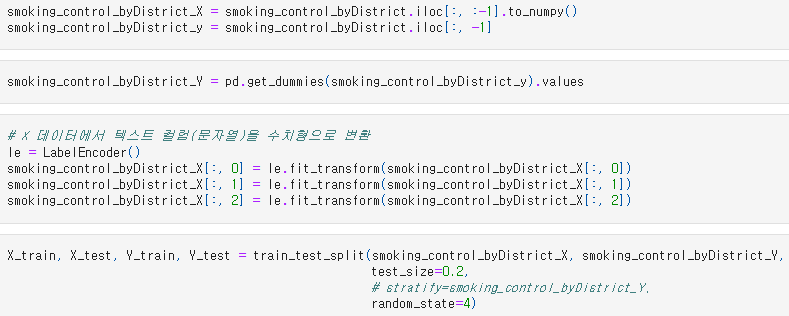 smoking_control_byDistrict_X = smoking_control_byDistrict.iloc[:, :-1].to_numpy()
smoking_control_byDistrict_y = smoking_control_byDistrict.iloc[:, -1]
smoking_control_byDistrict_Y = pd.get_dummies(smoking_control_byDistrict_y).values
# X 데이터에서 텍스트 컬럼(문자열)을 수치형으로 변환
le = LabelEncoder()
smoking_control_byDistrict_X[:, 0] = le.fit_transform(smoking_control_byDistrict_X[:, 0])
smoking_control_byDistrict_X[:, 1] = le.fit_transform(smoking_control_byDistrict_X[:, 1])
smoking_control_byDistrict_X[:, 2] = le.fit_transform(smoking_control_byDistrict_X[:, 2])
X_train, X_test, Y_train, Y_test = train_test_split(smoking_control_byDistrict_X, smoking_control_byDistrict_Y,
test_size=0.2,
# stratify=smoking_control_byDistrict_Y,
random_state=4)